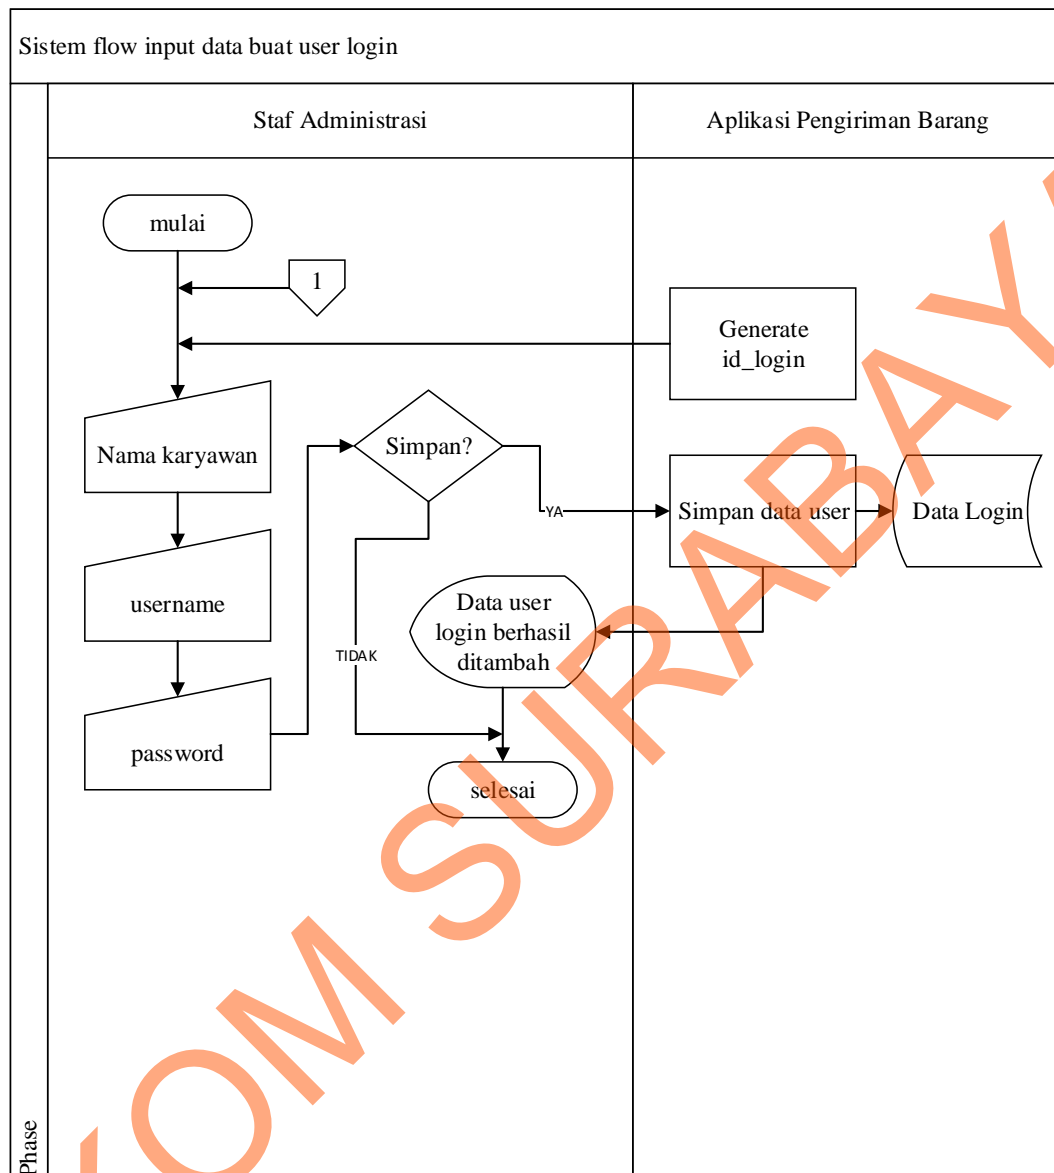 Sistem flow input data buat user login
Staf Administrasi
Aplikasi Pengiriman Barang
mulai
1
Generate
id_login
Nama karyawan
Simpan?
YA
Simpan data user
Data Login
username
Data user
login berhasil
ditambah
TIDAK
password
selesai
Phase
KOM SURABAYA